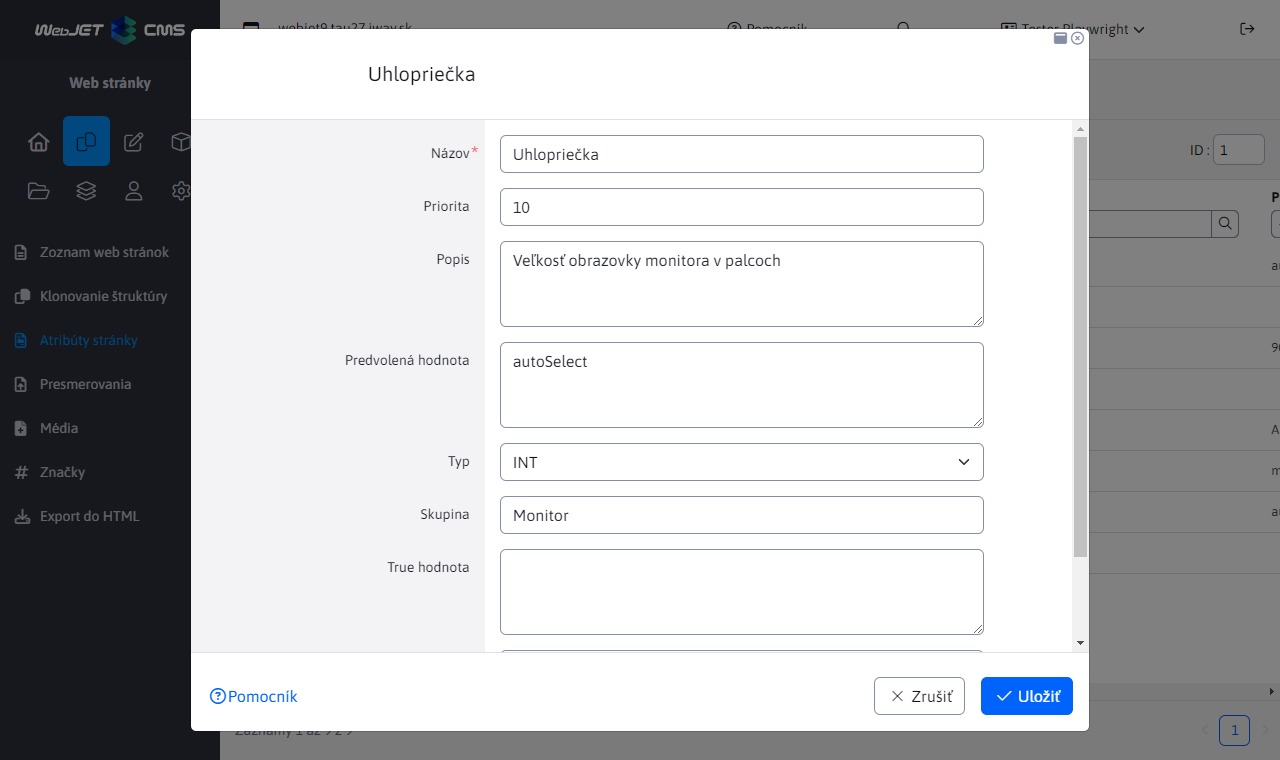 WebJET CMS
webjet9.tau27.iway.sk
Pomocník
Tester Playwright
Web stránky
Zoznam web stránok
Klonovanie štruktúry
Atribúty stránky
Presmerovania
Média
Značky
Export do HTML
Uhlopriečka
Názov* Uhlopriečka
Priorita 10
Popis Veľkosť obrazovky monitora v palcoch
Predvolená hodnota autoSelect
Typ INT
Skupina Monitor
True hodnota
Pomocník
Zrušiť
Uložiť
ID : 1
Záznamy 1 až 9 z 9
1